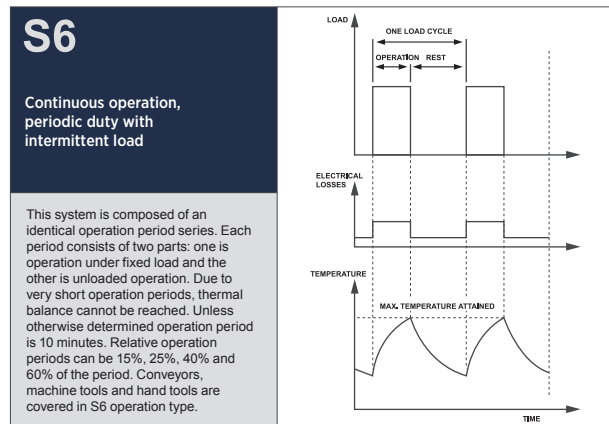 S6
Continuous operation,
periodic duty with
intermittent load
This system is composed of an
identical operation period series. Each
period consists of two parts: one is
operation under fixed load and the
other is unloaded operation. Due to
very short operation periods, thermal
balance cannot be reached. Unless
otherwise determined operation period
is 10 minutes. Relative operation
periods can be 15%, 25%, 40% and
60% of the period. Conveyors,
machine tools and hand tools are
covered in S6 operation type.
LOAD
ONE LOAD CYCLE
OPERATION REST
ELECTRICAL
LOSSES
TEMPERATURE
MAX. TEMPERATURE ATTAINED
TIME